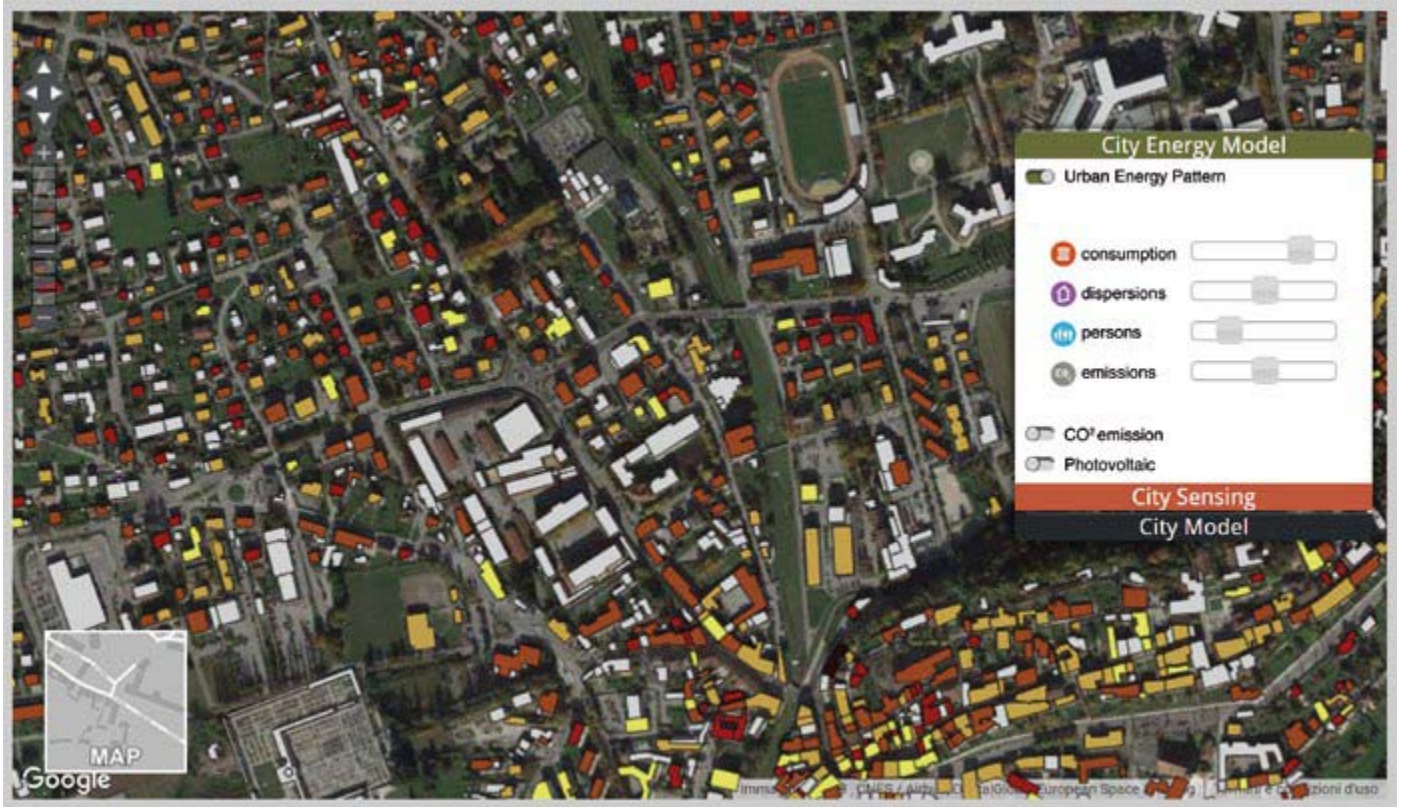 City Energy Model
Urban Energy Pattern
consumption
dispersions
persons
emissions
CO² emission
Photovoltaic
City Sensing
City Model
MAP
Google
European Space
d'uso